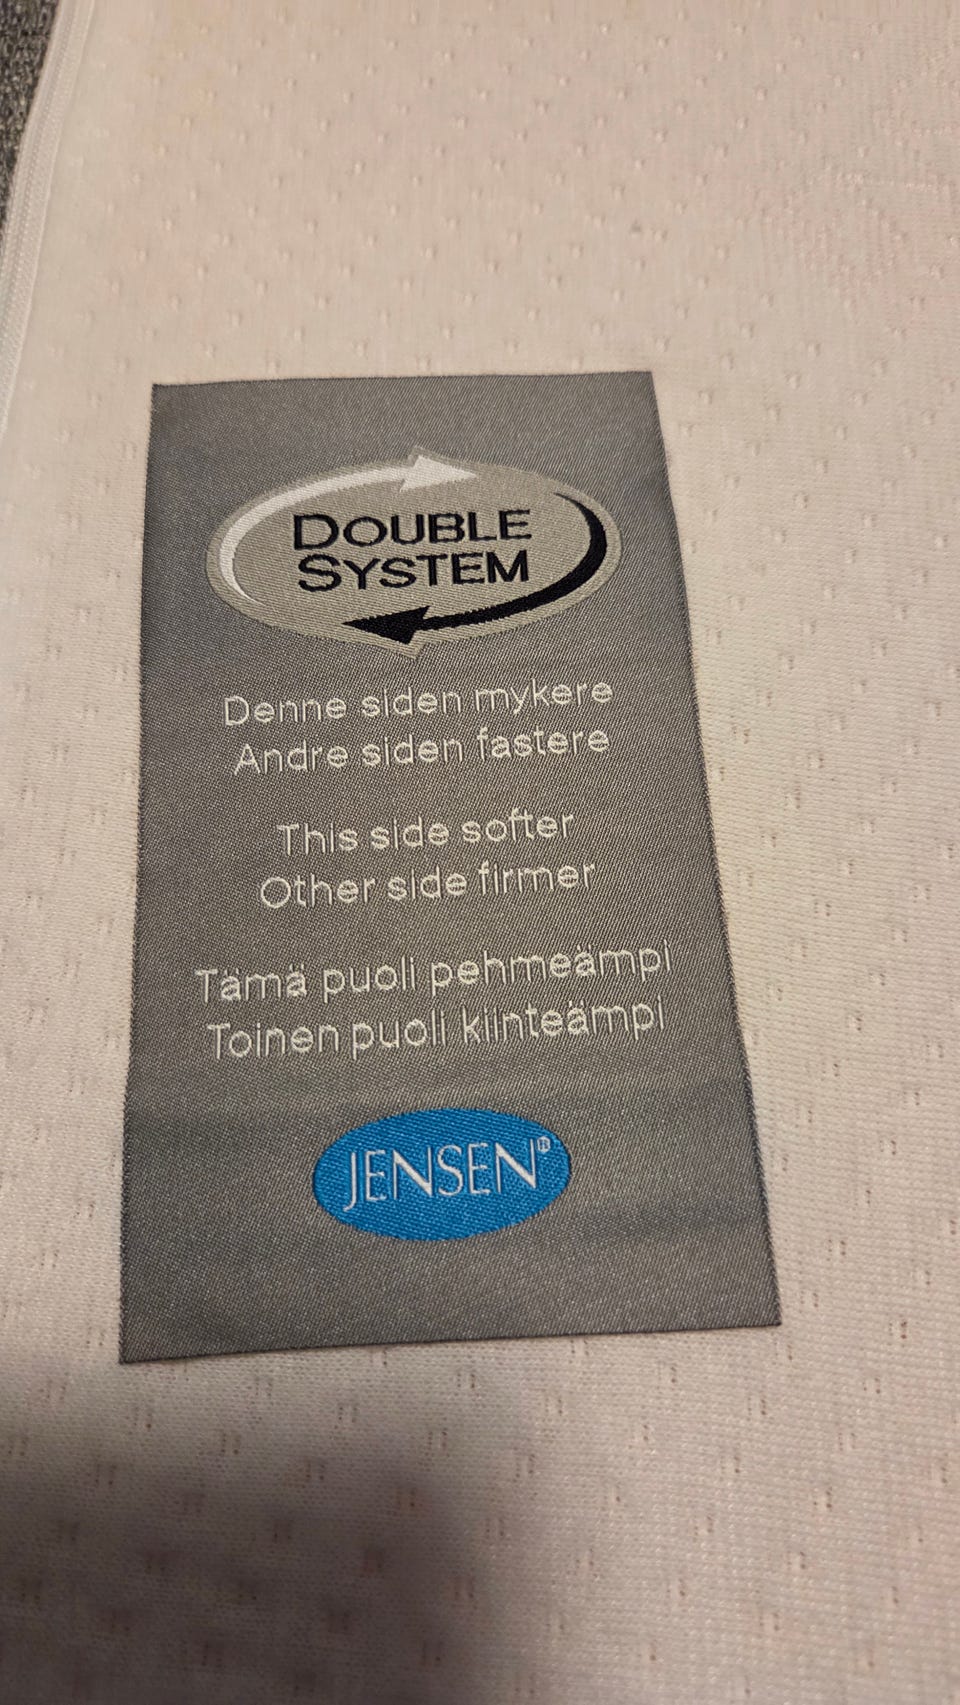 DOUBLE
SYSTEM
Denne siden mykere
Andre siden fastere
This side softer
Other side firmer
Tämä puoli pehmeämpi
Toinen puoli kiinteämpi
JENSEN®